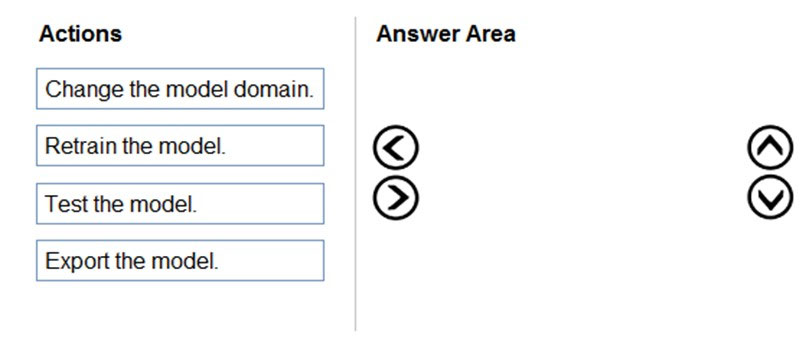 Actions
Answer Area
Change the model domain.
Retrain the model.
Test the model.
Export the model.